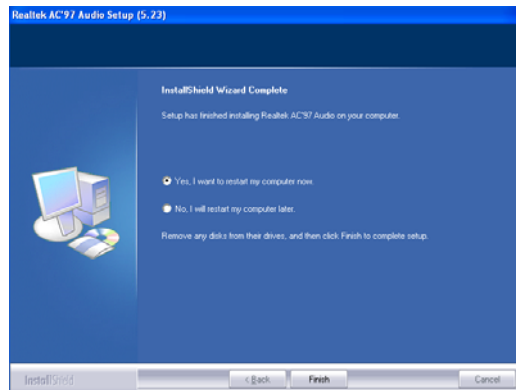 Realtek AC'97 Audio Setup (5.23)
InstallShield Wizard Complete
Setup has finished installing Realtek AC'97 Audio on your computer.
Yes, I want to restart my computer now.
No, I will restart my computer later.
Remove any disks from their drives, and then click Finish to complete setup.
InstallShield
< Back
Finish
Cancel